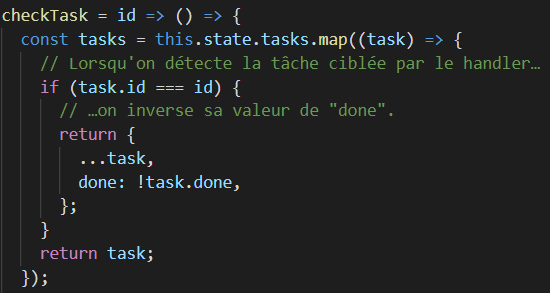 checkTask = id => () => {
const tasks = this.state.tasks.map((task) => {
// Lorsqu'on détecte la tâche ciblée par le handler…
if (task.id === id) {
// …on inverse sa valeur de "done".
return {
...task,
done: !task.done,
};
}
return task;
});